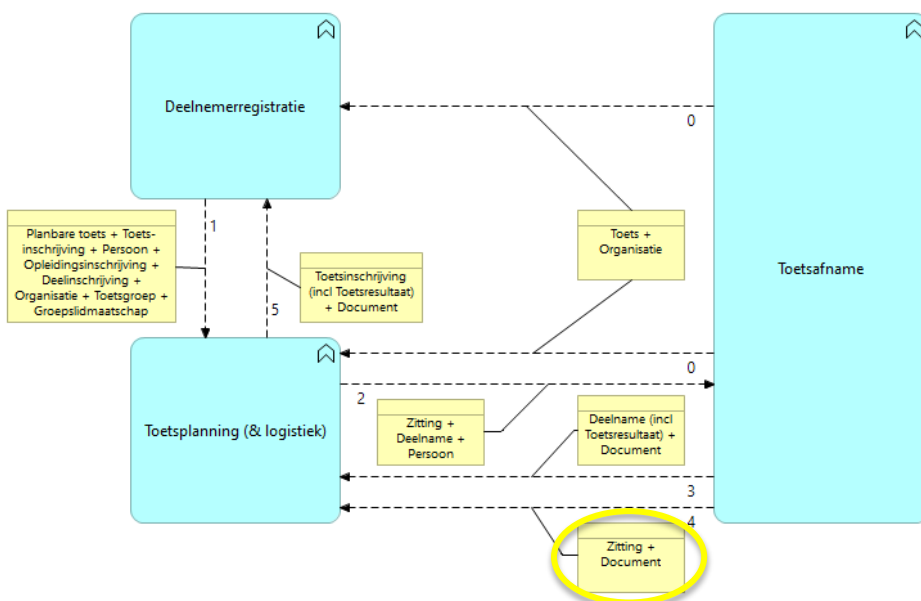 Deelnemerregistratie
0
1
Planbare toets + Toets-
inschrijving + Persoon +
Opleidingsinschrijving +
Deelinschrijving +
Organisatie + Toetsgroep +
Groepslidmaatschap
Toetsinschrijving
(incl Toetsresultaat)
+ Document
5
Toets +
Organisatie
Toetsafname
Toetsplanning (& logistiek)
0
2
Zitting +
Deelname +
Persoon
Deelname (incl
Toetsresultaat) +
Document
3
4
Zitting +
Document